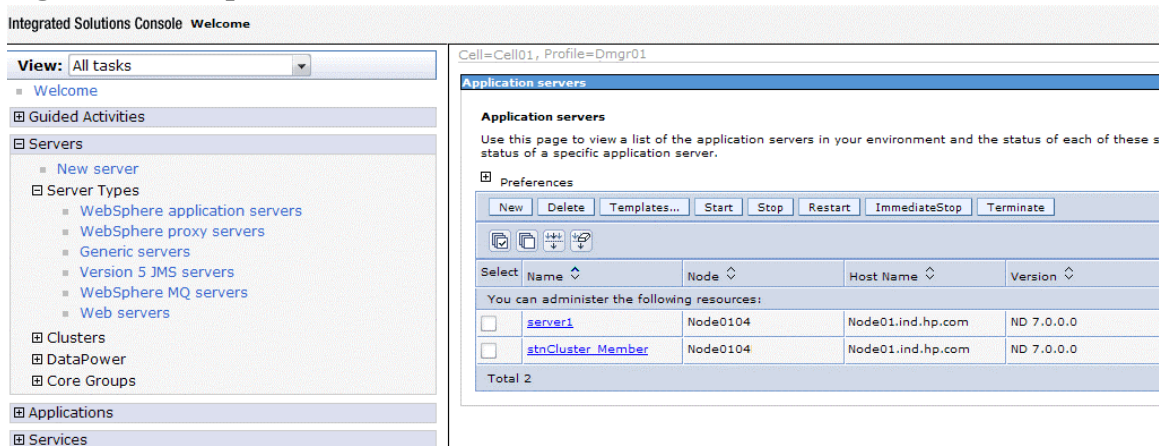 Integrated Solutions Console Welcome
View: All tasks
Welcome
Guided Activities
Servers
New server
Server Types
WebSphere application servers
WebSphere proxy servers
Generic servers
Version 5 JMS servers
WebSphere MQ servers
Web servers
Clusters
DataPower
Core Groups
Applications
Services
Cell=Cell01, Profile=Dmgr01
Application servers
Application servers
Use this page to view a list of the application servers in your environment and the status of each of these s
status of a specific application server.
Preferences
New Delete Templates... Start Stop Restart ImmediateStop Terminate
Select Name Node Host Name Version
You can administer the following resources:
server1 Node0104 Node01.ind.hp.com ND 7.0.0.0
stnCluster Member Node0104 Node01.ind.hp.com ND 7.0.0.0
Total 2